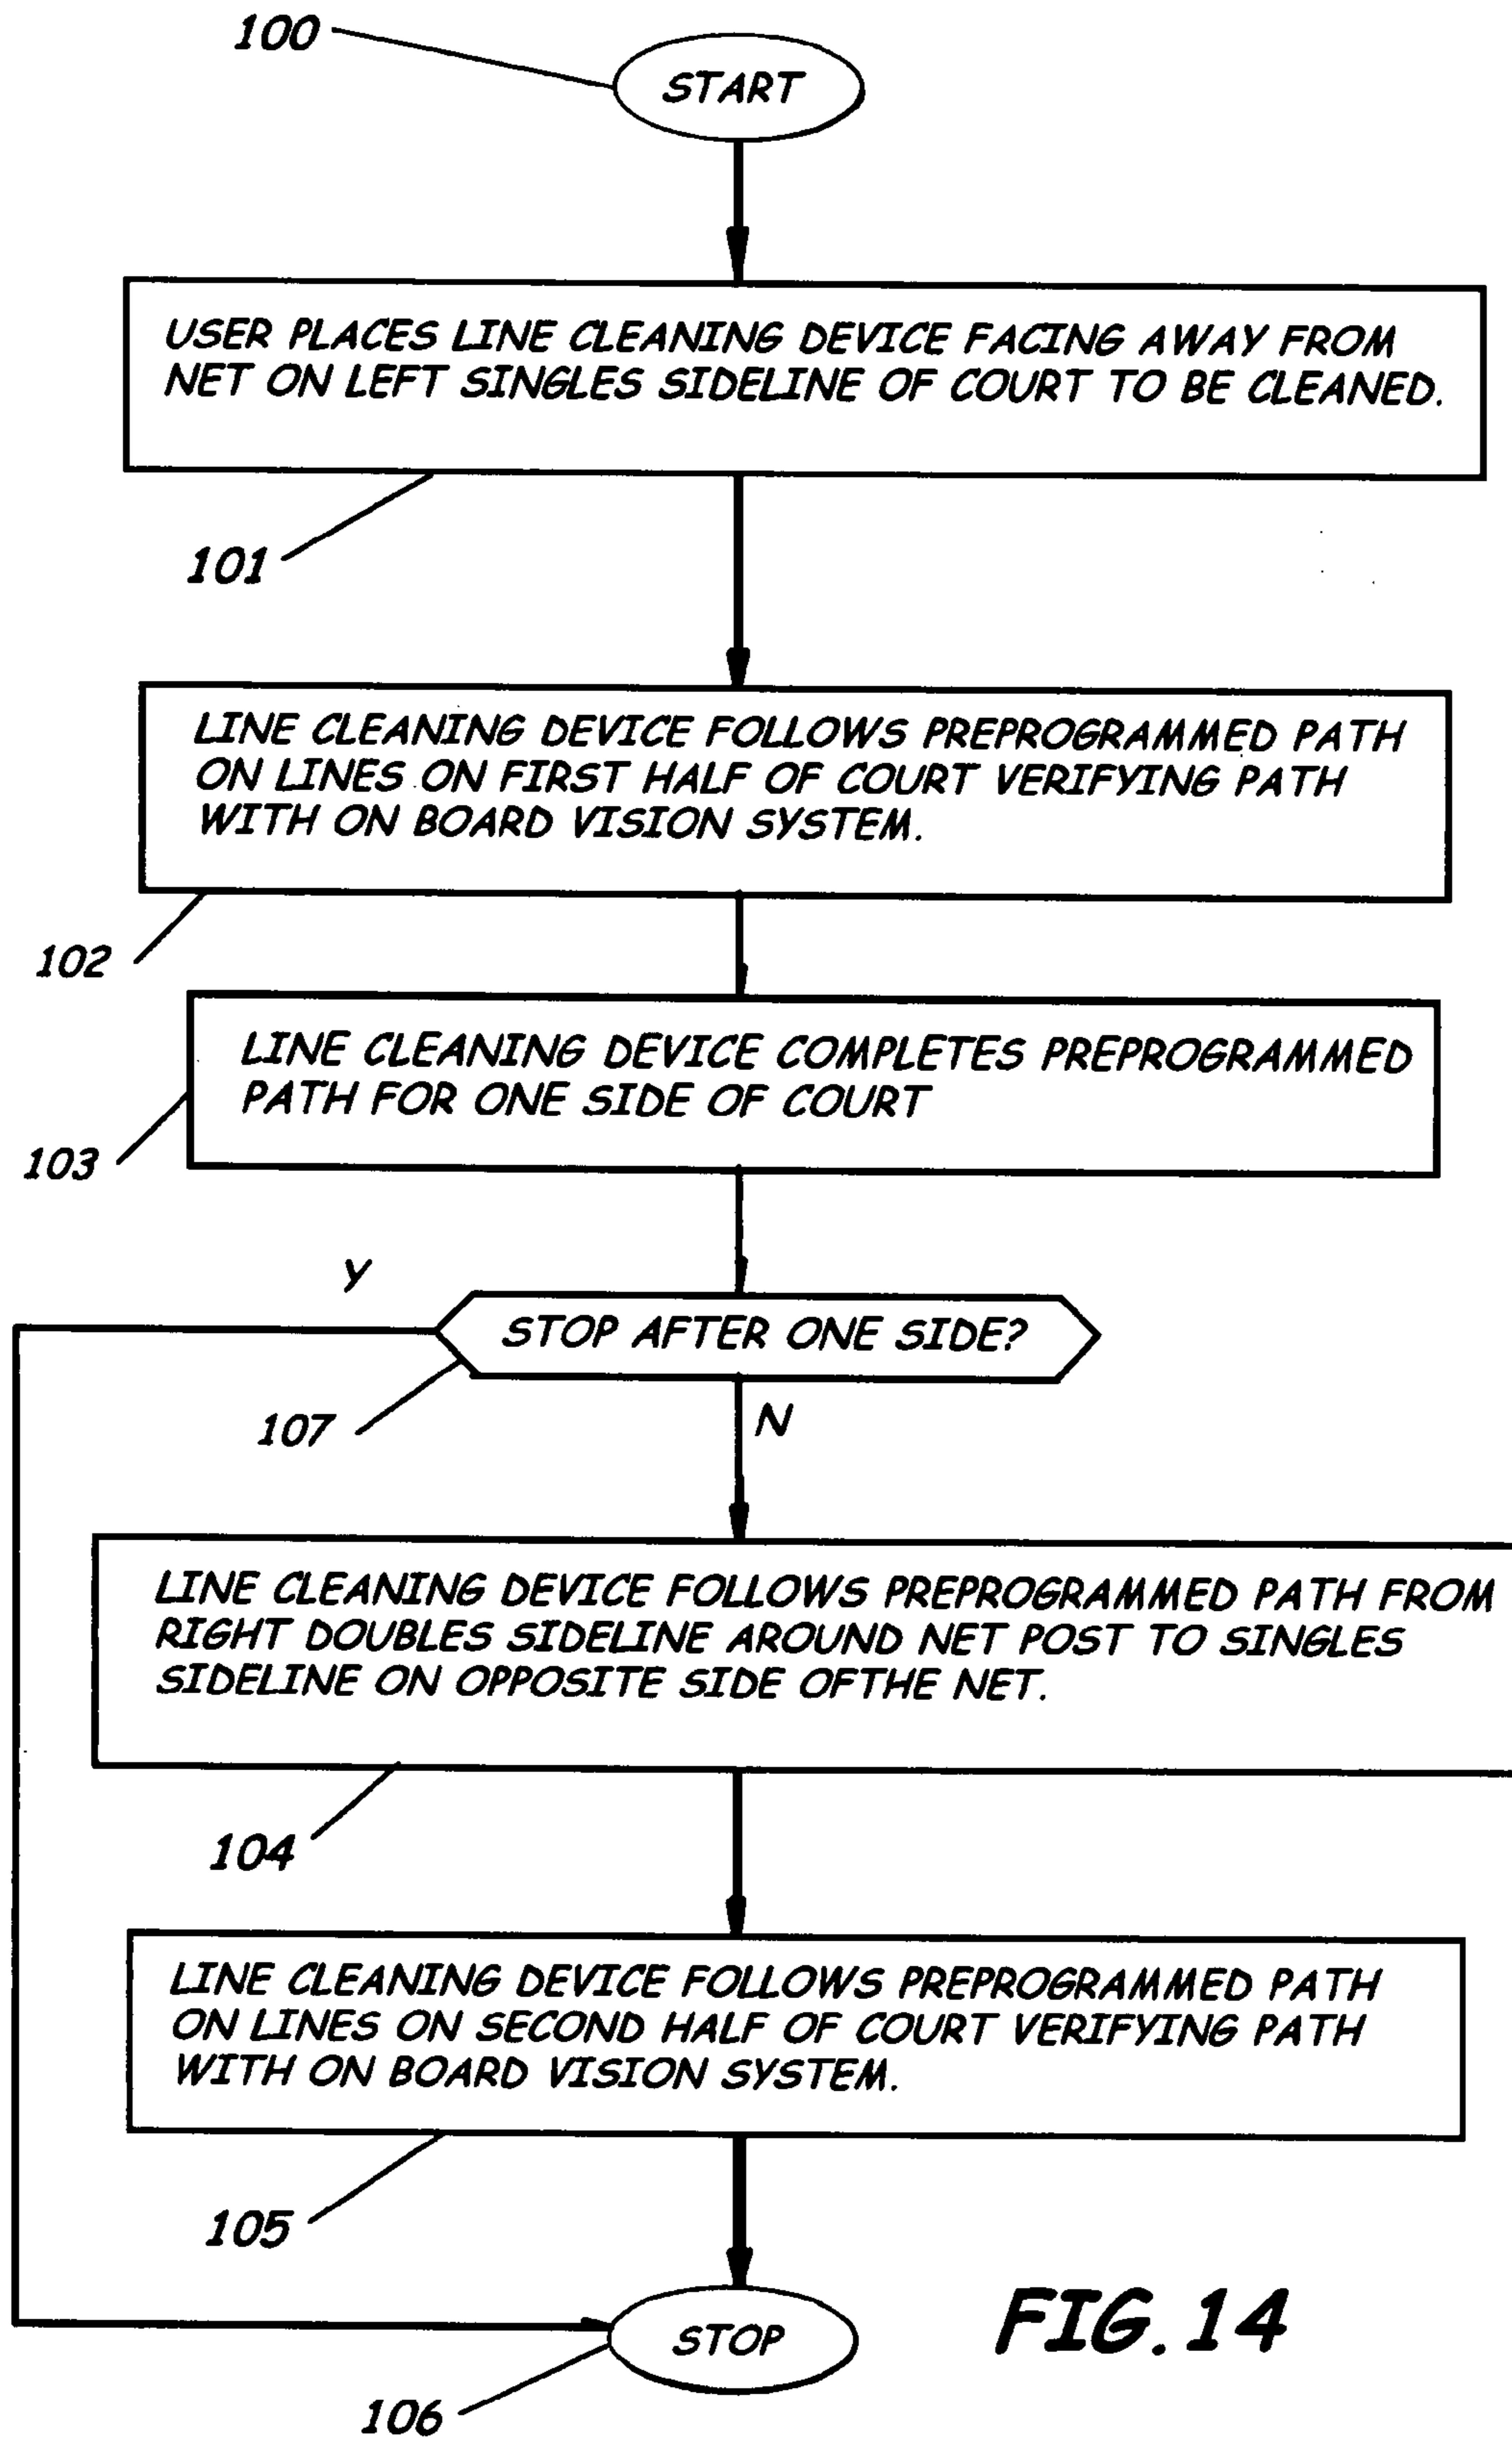 100
START
USER PLACES LINE CLEANING DEVICE FACING AWAY FROM
NET ON LEFT SINGLES SIDELINE OF COURT TO BE CLEANED.
101
LINE CLEANING DEVICE FOLLOWS PREPROGRAMMED PATH
ON LINES ON FIRST HALF OF COURT VERIFYING PATH
WITH ON BOARD VISION SYSTEM.
102
LINE CLEANING DEVICE COMPLETES PREPROGRAMMED
PATH FOR ONE SIDE OF COURT
103
Y
STOP AFTER ONE SIDE?
107
N
LINE CLEANING DEVICE FOLLOWS PREPROGRAMMED PATH FROM
RIGHT DOUBLES SIDELINE AROUND NET POST TO SINGLES
SIDELINE ON OPPOSITE SIDE OFTHE NET.
104
LINE CLEANING DEVICE FOLLOWS PREPROGRAMMED PATH
ON LINES ON SECOND HALF OF COURT VERIFYING PATH
WITH ON BOARD VISION SYSTEM.
105
STOP
FIG. 14
106